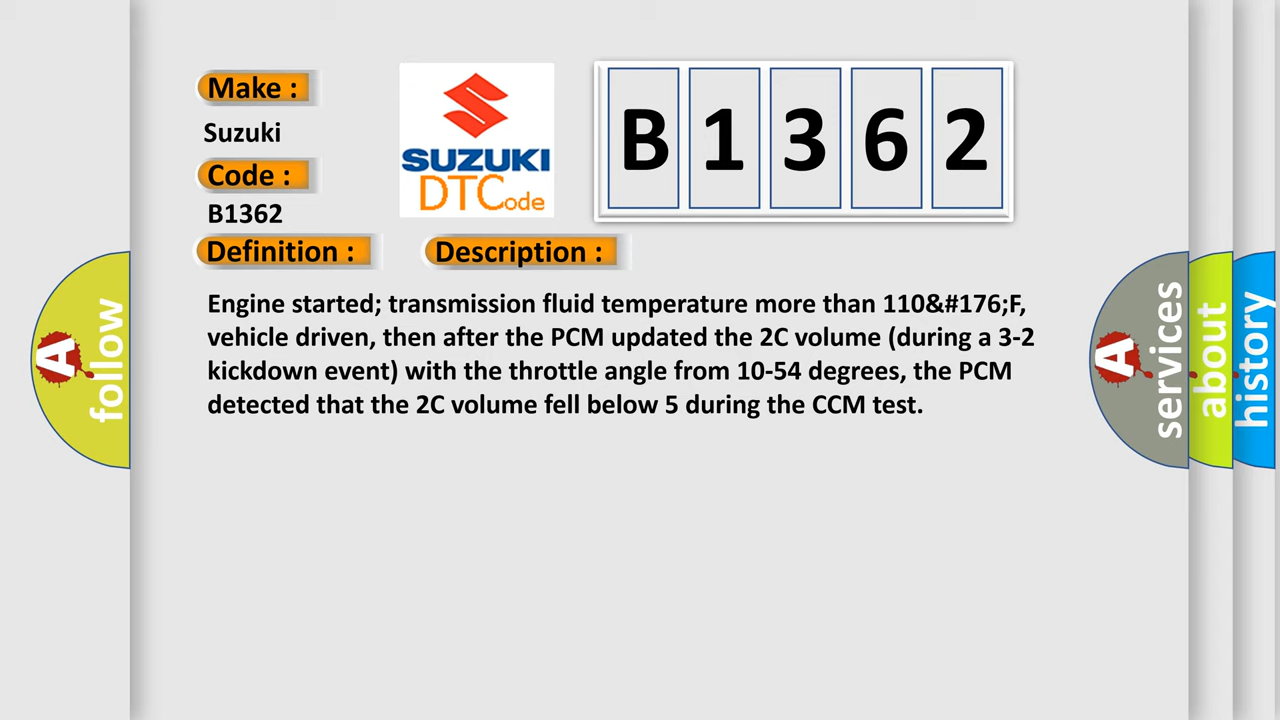 Make :
Suzuki
Code :
B1362
SUZUKI
DTCode
B 1 3 6 2
Definition :
Description :
Engine started; transmission fluid temperature more than 110&#176;F,
vehicle driven, then after the PCM updated the 2C volume (during a 3-2
kickdown event) with the throttle angle from 10-54 degrees, the PCM
detected that the 2C volume fell below 5 during the CCM test.
A follow
A services
about
history